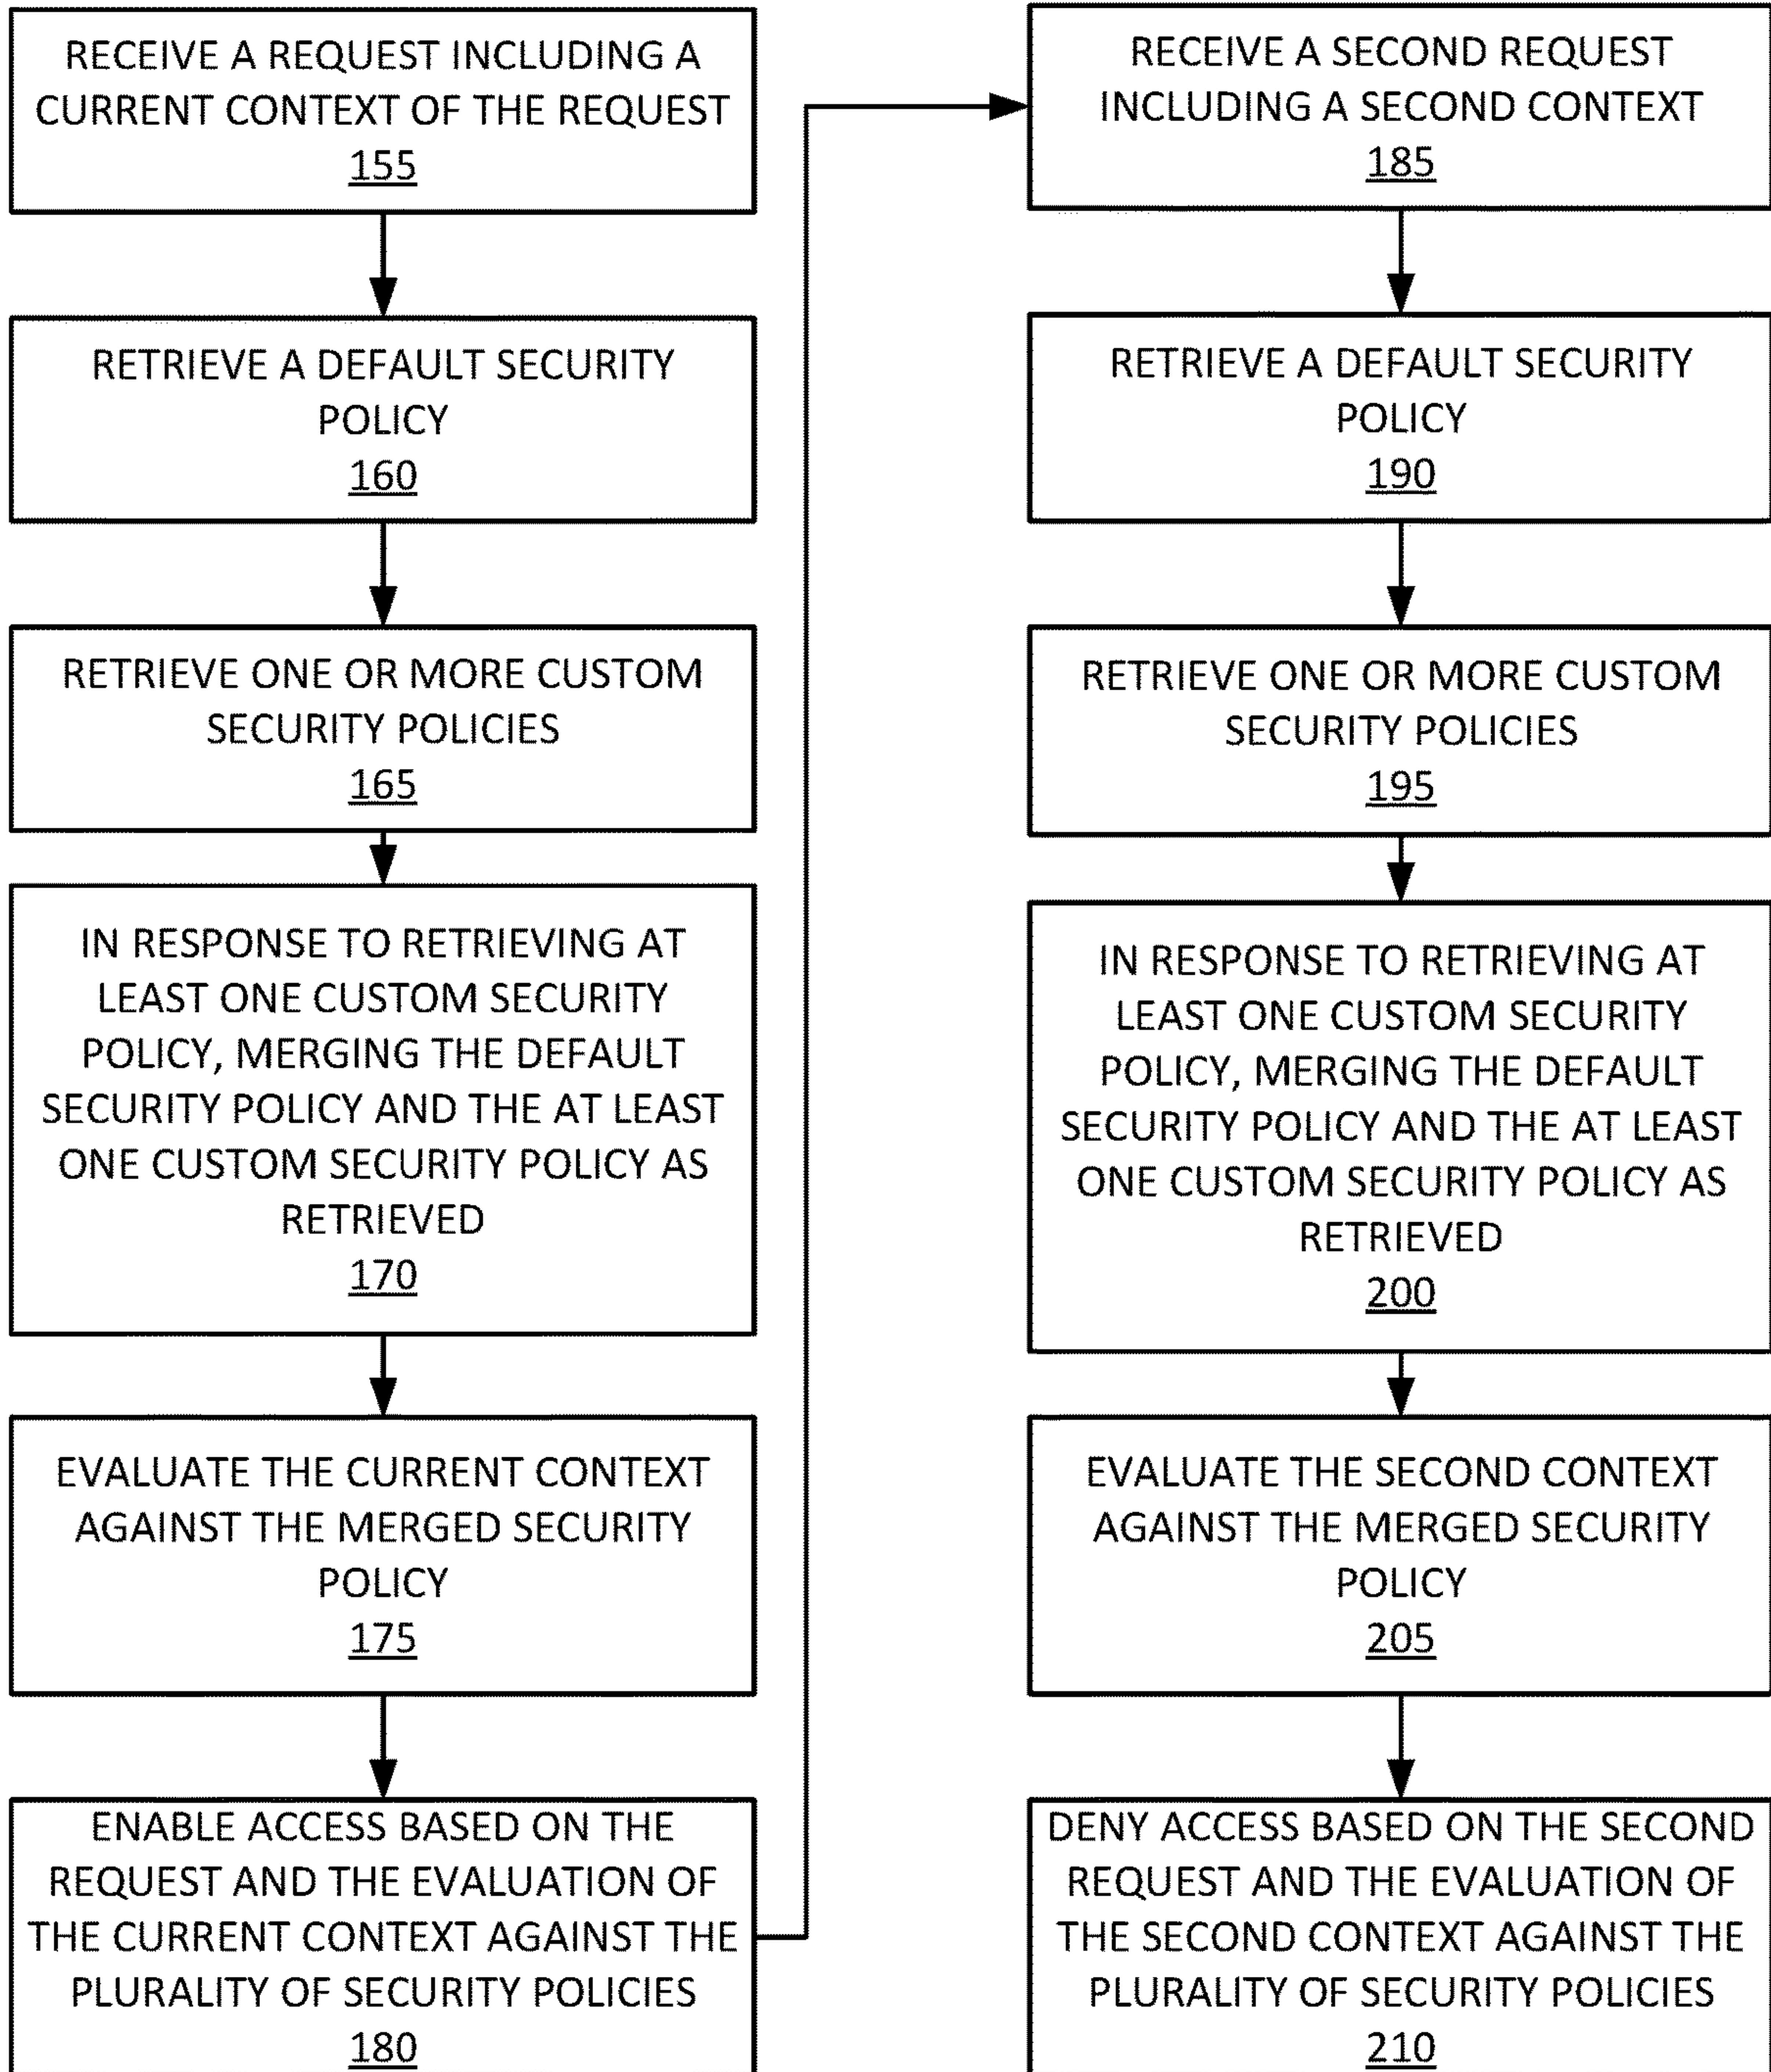 RECEIVE A REQUEST INCLUDING A
CURRENT CONTEXT OF THE REQUEST
155
RETRIEVE A DEFAULT SECURITY
POLICY
160
RETRIEVE ONE OR MORE CUSTOM
SECURITY POLICIES
165
IN RESPONSE TO RETRIEVING AT
LEAST ONE CUSTOM SECURITY
POLICY, MERGING THE DEFAULT
SECURITY POLICY AND THE AT LEAST
ONE CUSTOM SECURITY POLICY AS
RETRIEVED
170
EVALUATE THE CURRENT CONTEXT
AGAINST THE MERGED SECURITY
POLICY
175
ENABLE ACCESS BASED ON THE
REQUEST AND THE EVALUATION OF
THE CURRENT CONTEXT AGAINST THE
PLURALITY OF SECURITY POLICIES
180
RECEIVE A SECOND REQUEST
INCLUDING A SECOND CONTEXT
185
RETRIEVE A DEFAULT SECURITY
POLICY
190
RETRIEVE ONE OR MORE CUSTOM
SECURITY POLICIES
195
IN RESPONSE TO RETRIEVING AT
LEAST ONE CUSTOM SECURITY
POLICY, MERGING THE DEFAULT
SECURITY POLICY AND THE AT LEAST
ONE CUSTOM SECURITY POLICY AS
RETRIEVED
200
EVALUATE THE SECOND CONTEXT
AGAINST THE MERGED SECURITY
POLICY
205
DENY ACCESS BASED ON THE SECOND
REQUEST AND THE EVALUATION OF
THE SECOND CONTEXT AGAINST THE
PLURALITY OF SECURITY POLICIES
210